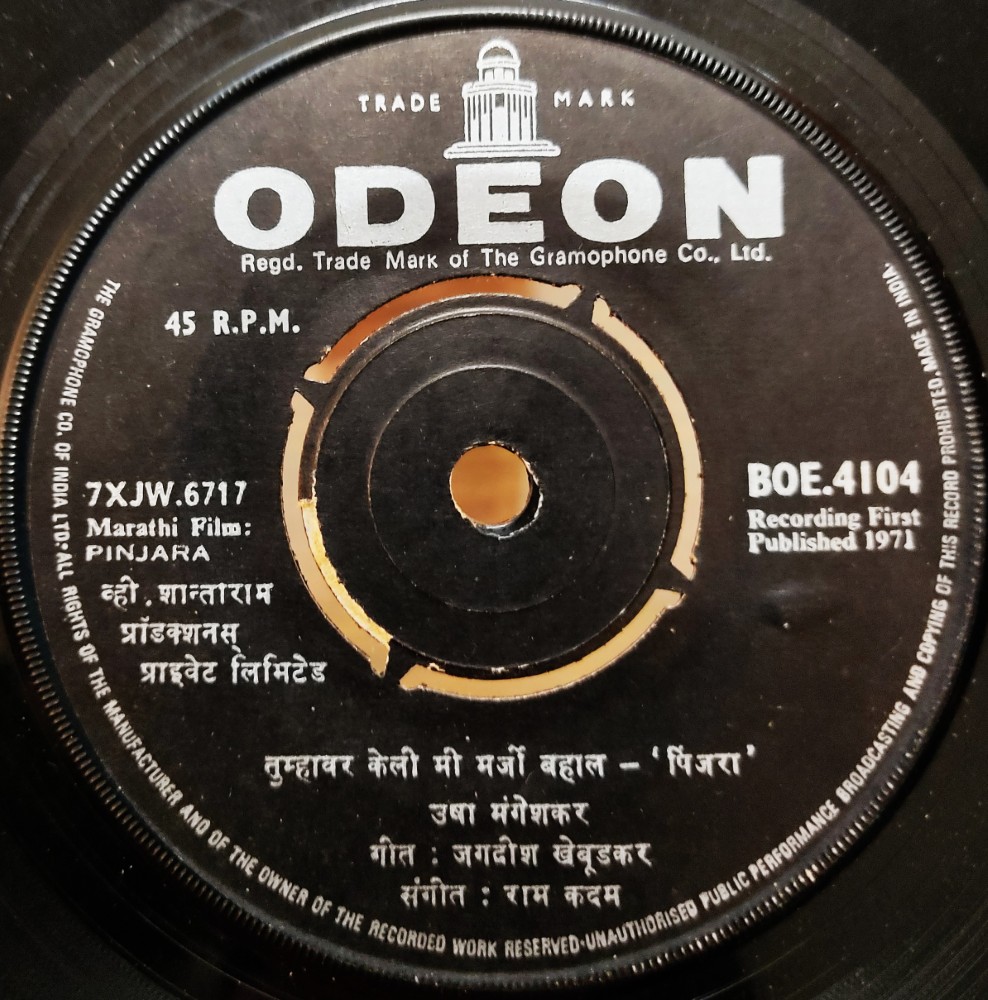 TRADE MARK
ODEON
Regd. Trade Mark of The Gramophone Co., Ltd.
45 R.P.M.
7XJW.6717
Marathi Film:
PINJARA
व्ही. शान्ताराम
प्रॉडक्शनस्
प्राइवेट लिमिटेड
BOE.4104
Recording First
Published 1971
तुम्हावर केली मी मर्जी बहाल – ‘पिंजरा’
उषा मंगेशकर
गीत : जगदीश खेबूडकर
संगीत : राम कदम
THE GRAMOPHONE CO. OF INDIA LTD·ALL RIGHTS OF THE MANUFACTURER AND OF THE OWNER OF THE RECORDED WORK RESERVED·UNAUTHORISED PUBLIC PERFORMANCE BROADCASTING AND COPYING OF THIS RECORD PROHIBITED.MADE IN INDIA.